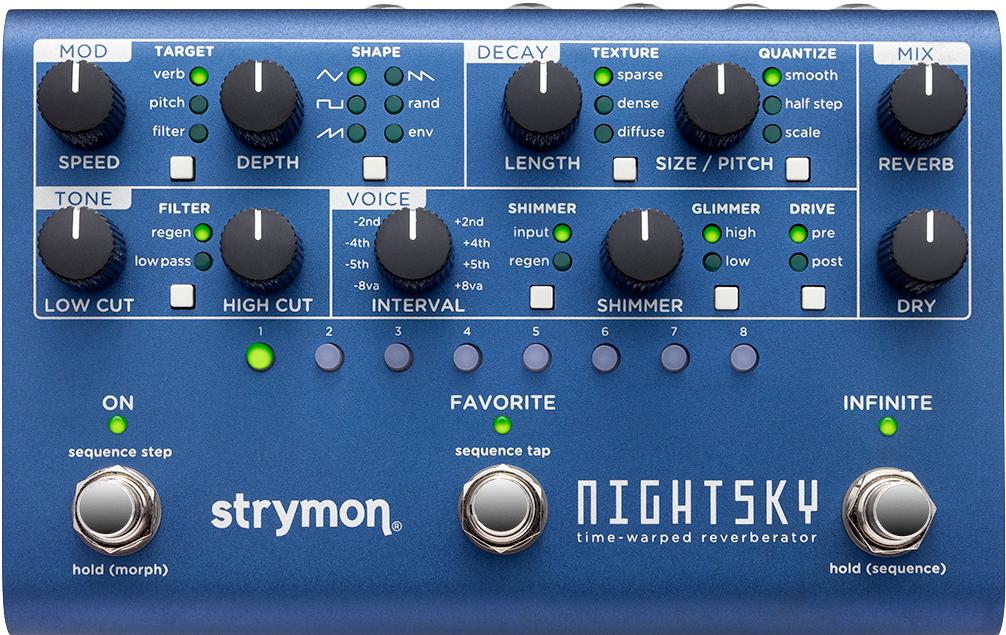 MOD
TARGET
SHAPE
verb
pitch
filter
rand
env
SPEED
DEPTH
DECAY
TEXTURE
QUANTIZE
sparse
dense
diffuse
smooth
half step
scale
LENGTH
SIZE / PITCH
MIX
REVERB
TONE
FILTER
regen
low pass
LOW CUT
HIGH CUT
VOICE
-2nd
+2nd
-4th
+4th
-5th
+5th
-8va
+8va
INTERVAL
SHIMMER
input
regen
SHIMMER
GLIMMER
high
low
DRIVE
pre
post
DRY
1 2 3 4 5 6 7 8
ON
FAVORITE
INFINITE
sequence step
sequence tap
strymon®
NIGHTSKY
time-warped reverberator
hold (morph)
hold (sequence)